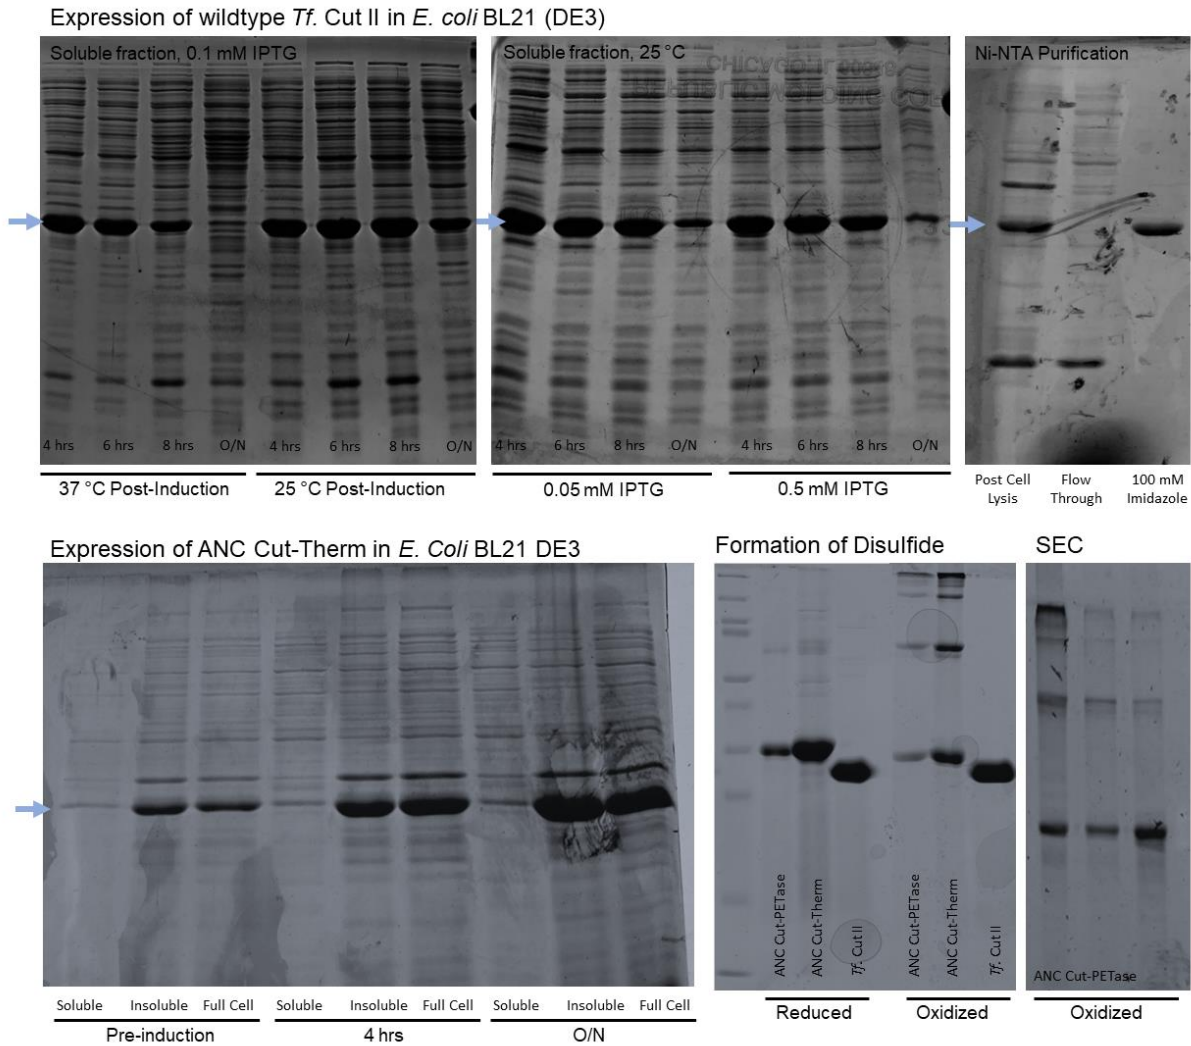 Expression of wildtype Tf. Cut II in E. coli BL21 (DE3)
Soluble fraction, 0.1 mM IPTG
Soluble fraction, 25 °C
Ni-NTA Purification
4 hrs 6 hrs 8 hrs O/N 4 hrs 6 hrs 8 hrs O/N
4 hrs 6 hrs 8 hrs O/N 4 hrs 6 hrs 8 hrs O/N
37 °C Post-Induction 25 °C Post-Induction
0.05 mM IPTG 0.5 mM IPTG
Post Cell Flow 100 mM
Lysis Through Imidazole
Expression of ANC Cut-Therm in E. Coli BL21 DE3
Soluble Insoluble Full Cell Soluble Insoluble Full Cell Soluble Insoluble Full Cell
Pre-induction 4 hrs O/N
Formation of Disulfide
ANC Cut-PETase
ANC Cut-Therm
Tf. Cut II
ANC Cut-PETase
ANC Cut-Therm
Tf. Cut II
Reduced Oxidized
SEC
ANC Cut-PETase
Oxidized